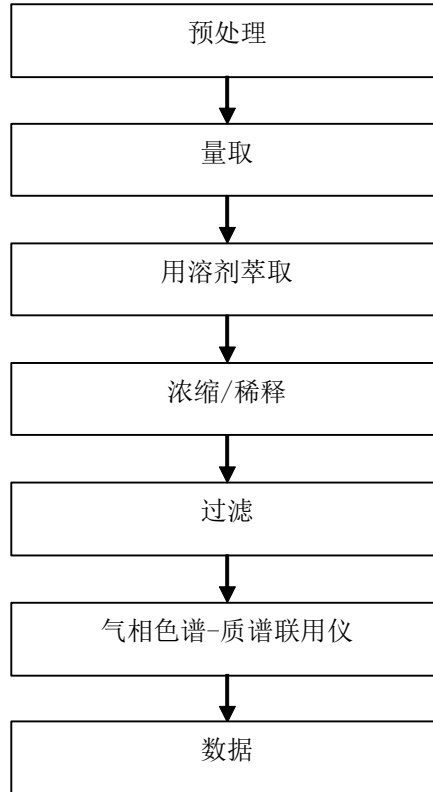 预处理
量取
用溶剂萃取
浓缩/稀释
过滤
气相色谱-质谱联用仪
数据